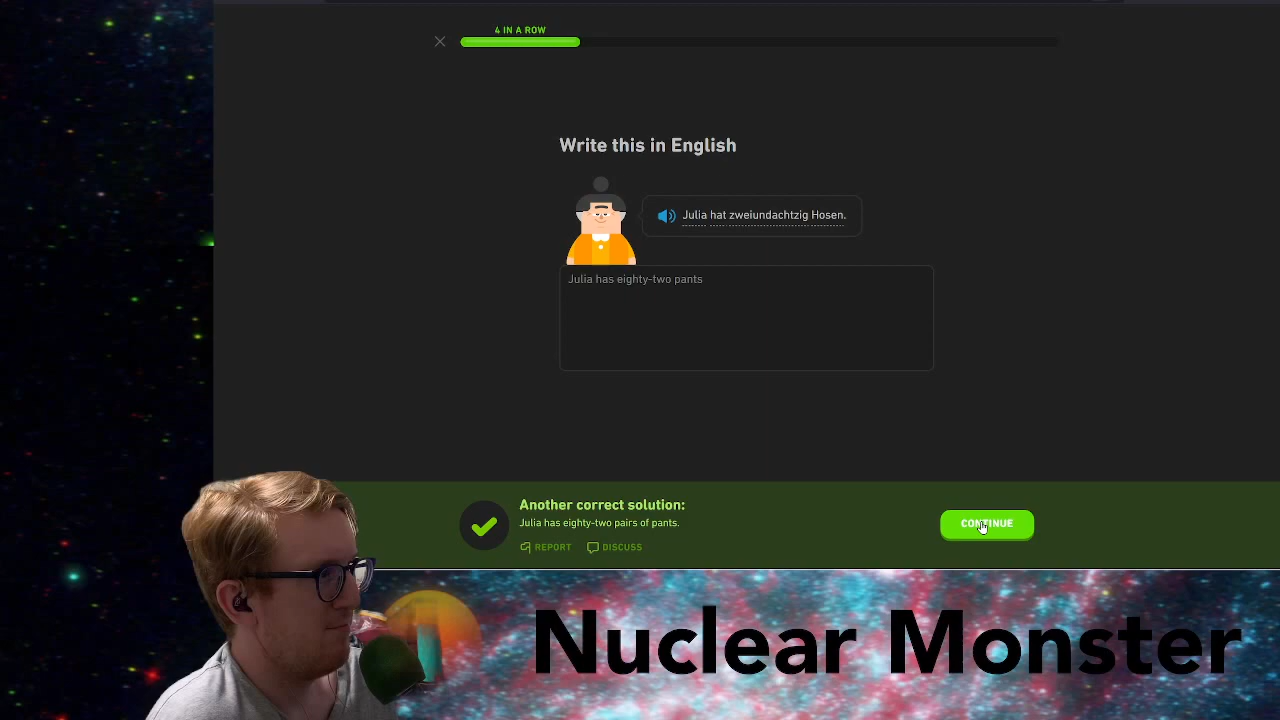 4 IN A ROW
Write this in English
Julia hat zweiundachtzig Hosen.
Julia has eighty-two pants
Another correct solution:
Julia has eighty-two pairs of pants.
REPORT DISCUSS
CONTINUE
Nuclear Monster